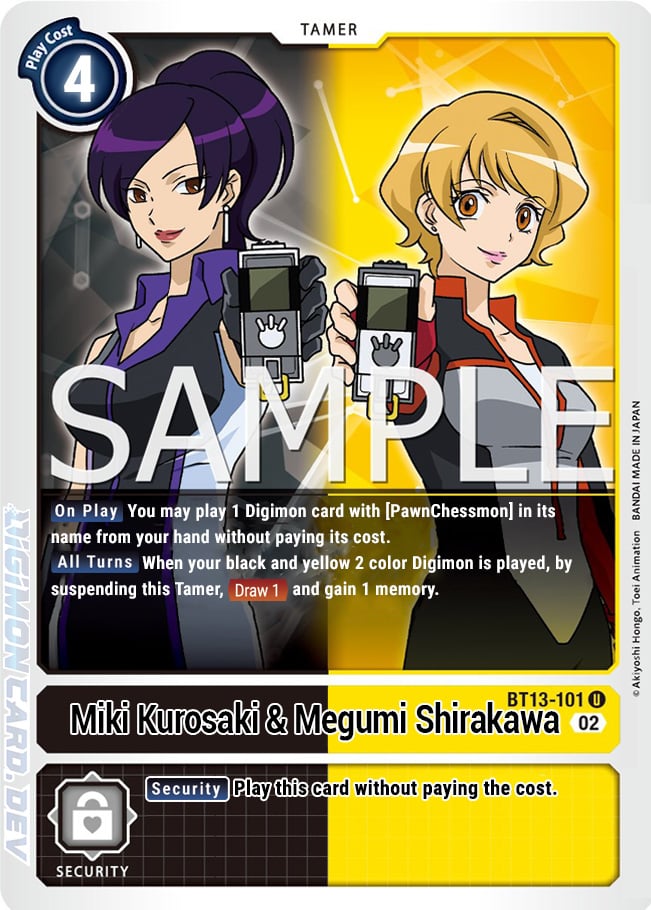 TAMER
Play Cost
4
SAMPLE
On Play You may play 1 Digimon card with [PawnChessmon] in its
name from your hand without paying its cost.
All Turns When your black and yellow 2 color Digimon is played, by
suspending this Tamer, Draw 1 and gain 1 memory.
BT13-101 U
Miki Kurosaki & Megumi Shirakawa 02
Security Play this card without paying the cost.
SECURITY
DIGIMONCARD.DEV
© Akiyoshi Hongo, Toei Animation BANDAI MADE IN JAPAN